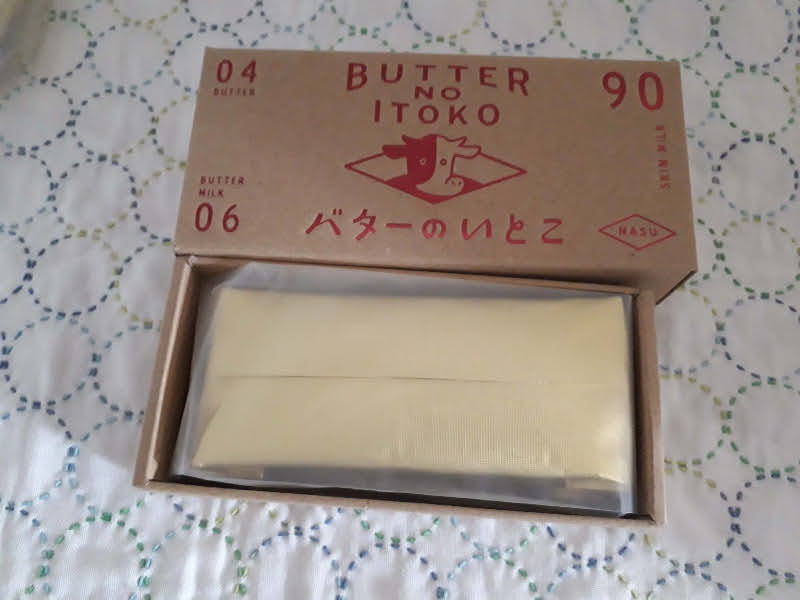 04
BUTTER
BUTTER
NO
ITOKO
90
SKIM MILK
BUTTER
MILK
06
バターのいとこ
NASU